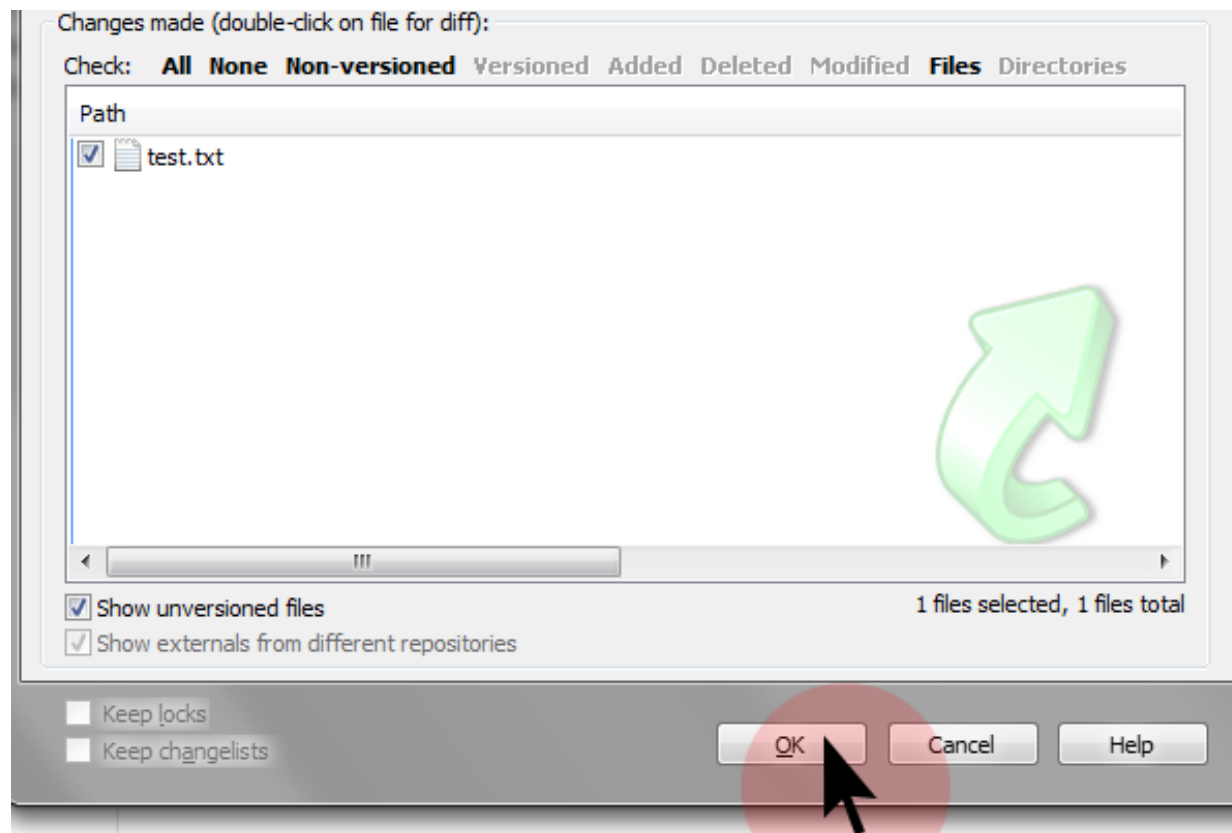 Changes made (double-click on file for diff):
Check: All None Non-versioned Versioned Added Deleted Modified Files Directories
Path
test.txt
Show unversioned files
1 files selected, 1 files total
Show externals from different repositories
Keep locks
Keep changelists
OK Cancel Help